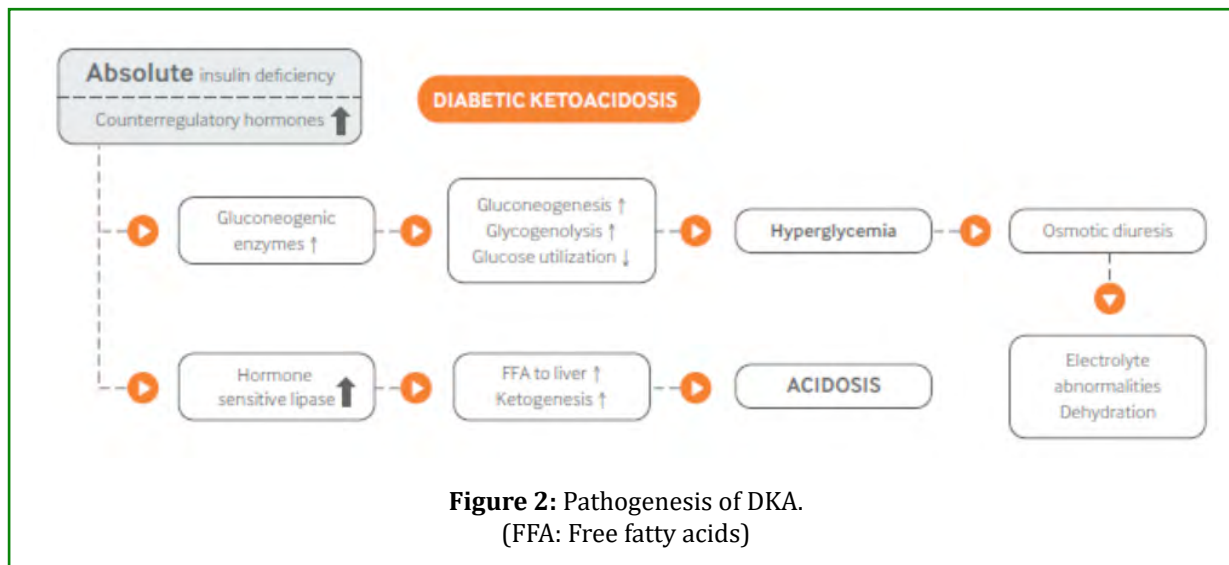 Absolute insulin deficiency
Counterregulatory hormones ↑
DIABETIC KETOACIDOSIS
Gluconeogenic
enzymes ↑
Gluconeogenesis ↑
Glycogenolysis ↑
Glucose utilization ↓
Hyperglycemia
Osmotic diuresis
Hormone
sensitive lipase ↑
FFA to liver ↑
Ketogenesis ↑
ACIDOSIS
Electrolyte
abnormalities
Dehydration
Figure 2: Pathogenesis of DKA.
(FFA: Free fatty acids)